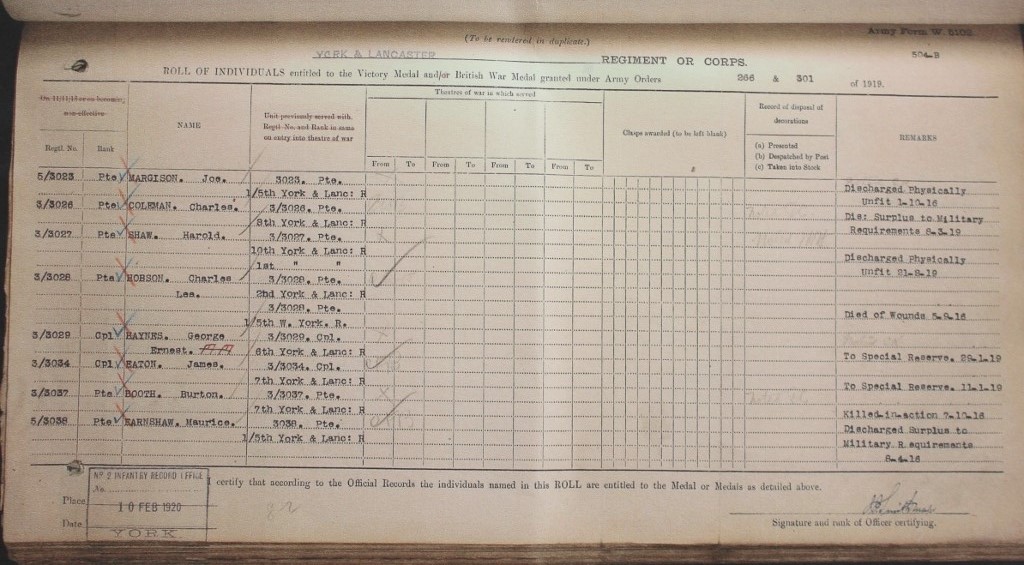 Army Form W. 5102.
(To be rendered in duplicate.)
YORK & LANCASTER REGIMENT OR CORPS.
504-B
ROLL OF INDIVIDUALS entitled to the Victory Medal and/or British War Medal granted under Army Orders 266 & 301 of 1919.
On 11/11/18 or on becoming non-effective
Regtl. No. Rank
NAME
Unit previously served with. Regtl. No. and Rank in same on entry into theatre of war
Theatres of war in which served
From To From To From To From To
Clasps awarded (to be left blank)
Record of disposal of decorations
(a) Presented
(b) Despatched by Post
(c) Taken into Stock
REMARKS
5/3023 Pte MARGISON. Joe. 3023. Pte.
1/5th York & Lanc: R Discharged Physically
3/3026 Pte COLEMAN. Charles. 3/3026. Pte. Unfit 1-10-16
8th York & Lanc: R Dis: Surplus to Military
3/3027 Pte SHAW. Harold. 3/3027. Pte. Requirements 8-3-19
10th York & Lanc: R
1st " " Discharged Physically
3/3028 Pte HOBSON. Charles 3/3028. Pte. Unfit 21-8-19
Lee. 2nd York & Lanc: R
3/3028. Pte.
1/5th W. York. R. Died of Wounds 5-9-16
3/3029 Cpl HAYNES. George 3/3029. Cpl.
Ernest. 6th York & Lanc: R
3/3034 Cpl EATON. James. 3/3034. Cpl. To Special Reserve. 29-1-19
7th York & Lanc: R
3/3037 Pte BOOTH. Burton. 3/3037. Pte. To Special Reserve. 11-1-19
7th York & Lanc: R
5/3038 Pte EARNSHAW. Maurice. 3038. Pte. Killed-in-action 7-10-16
1/5th York & Lanc: R Discharged Surplus to
Military Requirements
I certify that according to the Official Records the individuals named in this ROLL are entitled to the Medal or Medals as detailed above.
Nº 2 INFANTRY RECORD OFFICE
No.
10 FEB 1920
YORK
Place
Date
Signature and rank of Officer certifying.